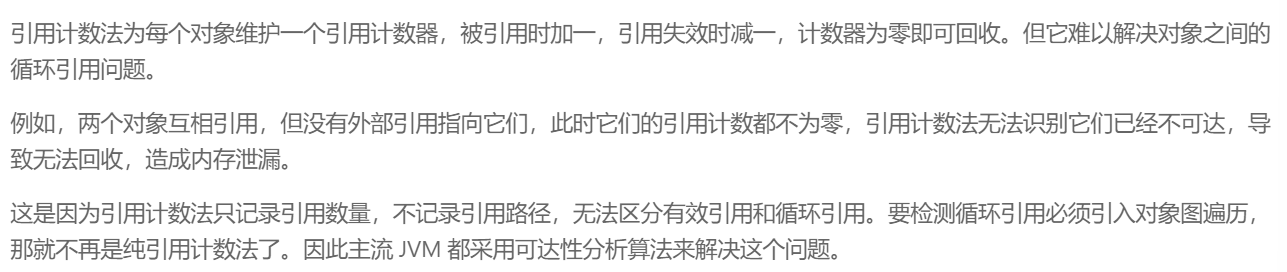 引用计数法为每个对象维护一个引用计数器，被引用时加一，引用失效时减一，计数器为零即可回收。但它难以解决对象之间的
循环引用问题。
例如，两个对象互相引用，但没有外部引用指向它们，此时它们的引用计数都不为零，引用计数法无法识别它们已经不可达，导
致无法回收，造成内存泄漏。
这是因为引用计数法只记录引用数量，不记录引用路径，无法区分有效引用和循环引用。要检测循环引用必须引入对象图遍历，
那就不再是纯引用计数法了。因此主流 JVM 都采用可达性分析算法来解决这个问题。